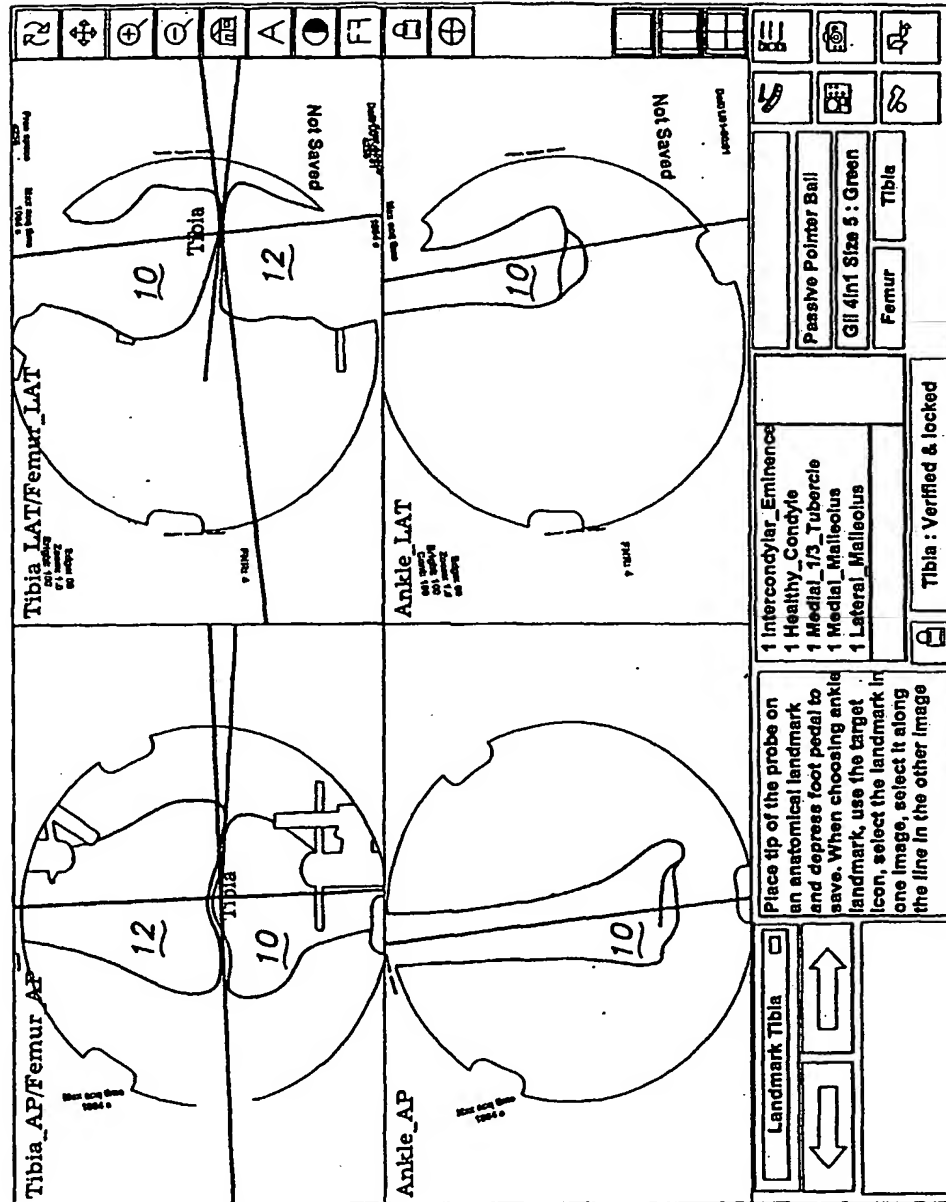 Tibia_AP/Femur_AP
12
10
Tibia
Tibia_LAT/Femur_LAT
10
12
Tibia
Not Saved
Ankle_AP
10
Ankle_LAT
10
Not Saved
Landmark Tibia
Place tip of the probe on
an anatomical landmark
and depress foot pedal to
save. When choosing ankle
landmark, use the target
icon, select the landmark in
one image, select it along
the line in the other image
1 Intercondylar_Eminence
1 Healthy_Condyle
1 Medial_1/3_Tubercle
1 Medial_Malleolus
1 Lateral_Malleolus
Tibia : Verified & locked
Passive Pointer Ball
GII 4in1 Size 5 : Green
Femur
Tibia